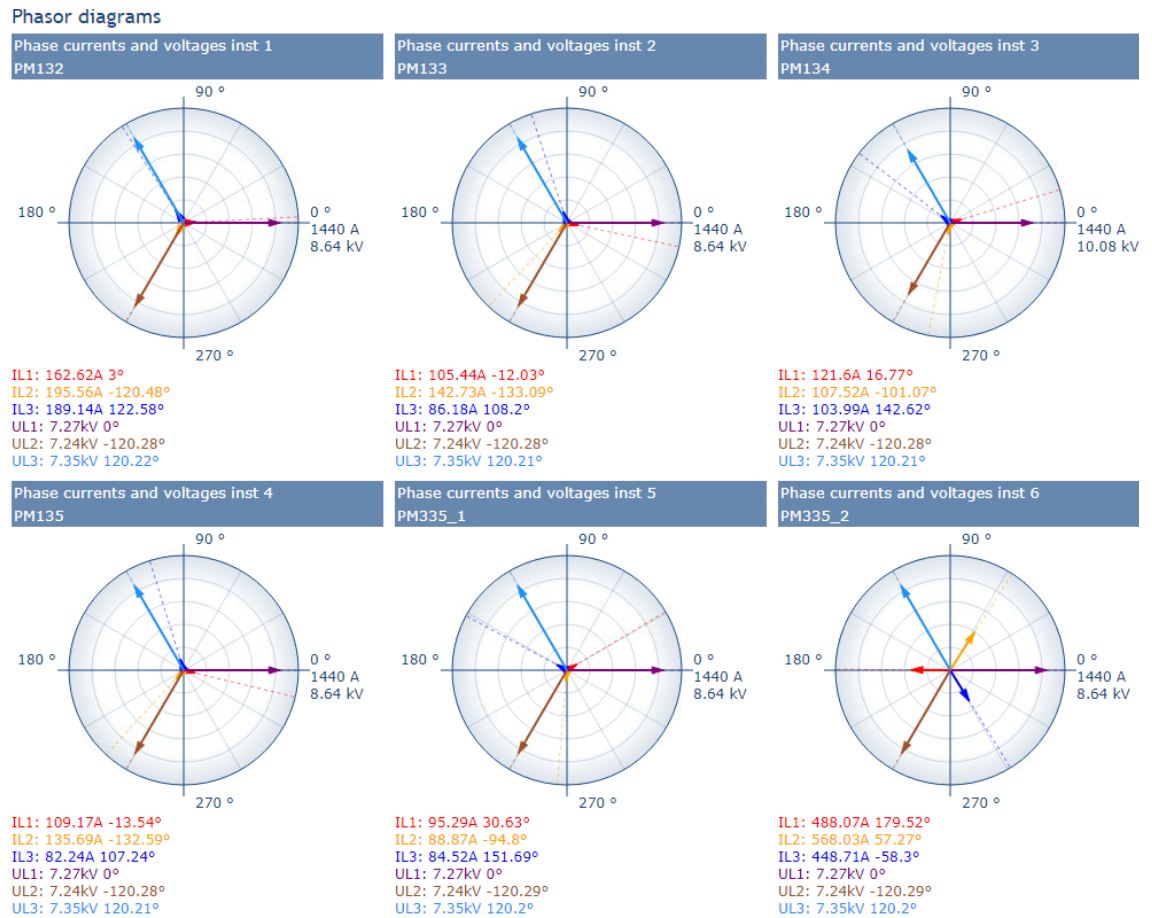 Phasor diagrams
Phase currents and voltages inst 1
PM132
90 °
180 °
0 °
1440 A
8.64 kV
270 °
IL1: 162.62A 3°
IL2: 195.56A -120.48°
IL3: 189.14A 122.58°
UL1: 7.27kV 0°
UL2: 7.24kV -120.28°
UL3: 7.35kV 120.22°
Phase currents and voltages inst 2
PM133
90 °
180 °
0 °
1440 A
8.64 kV
270 °
IL1: 105.44A -12.03°
IL2: 142.73A -133.09°
IL3: 86.18A 108.2°
UL1: 7.27kV 0°
UL2: 7.24kV -120.28°
UL3: 7.35kV 120.21°
Phase currents and voltages inst 3
PM134
90 °
180 °
0 °
1440 A
10.08 kV
270 °
IL1: 121.6A 16.77°
IL2: 107.52A -101.07°
IL3: 103.99A 142.62°
UL1: 7.27kV 0°
UL2: 7.24kV -120.28°
UL3: 7.35kV 120.21°
Phase currents and voltages inst 4
PM135
90 °
180 °
0 °
1440 A
8.64 kV
270 °
IL1: 109.17A -13.54°
IL2: 135.69A -132.59°
IL3: 82.24A 107.24°
UL1: 7.27kV 0°
UL2: 7.24kV -120.28°
UL3: 7.35kV 120.21°
Phase currents and voltages inst 5
PM335_1
90 °
180 °
0 °
1440 A
8.64 kV
270 °
IL1: 95.29A 30.63°
IL2: 88.87A -94.8°
IL3: 84.52A 151.69°
UL1: 7.27kV 0°
UL2: 7.24kV -120.29°
UL3: 7.35kV 120.2°
Phase currents and voltages inst 6
PM335_2
90 °
180 °
0 °
1440 A
8.64 kV
270 °
IL1: 488.07A 179.52°
IL2: 568.03A 57.27°
IL3: 448.71A -58.3°
UL1: 7.27kV 0°
UL2: 7.24kV -120.29°
UL3: 7.35kV 120.2°